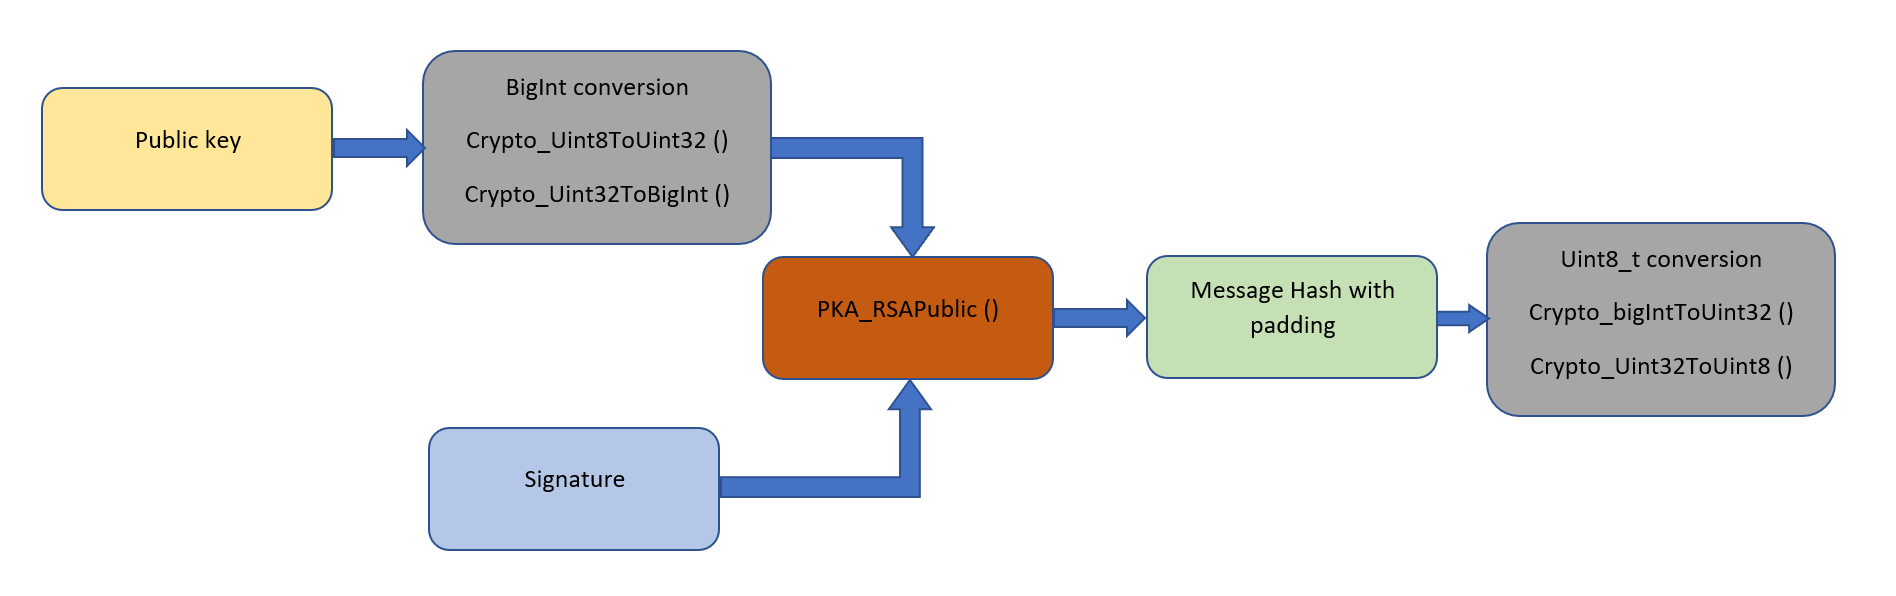 Public key
BigInt conversion
Crypto_Uint8ToUint32 ()
Crypto_Uint32ToBigInt ()
PKA_RSAPublic ()
Signature
Message Hash with
padding
Uint8_t conversion
Crypto_bigIntToUint32 ()
Crypto_Uint32ToUint8 ()